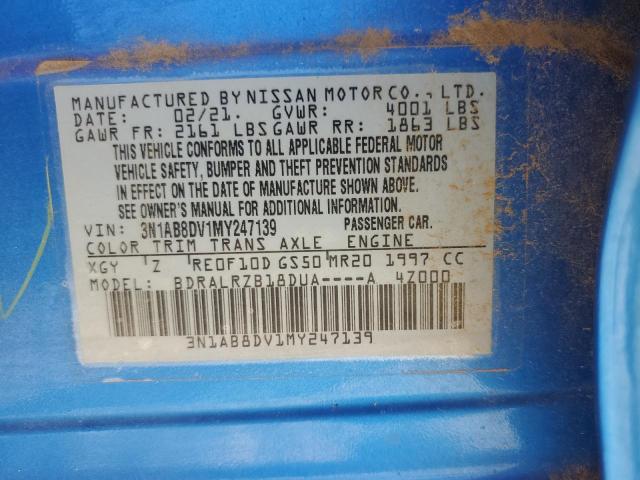 MANUFACTURED BY NISSAN MOTOR CO., LTD.
DATE: 02/21. GVWR: 4001 LBS
GAWR FR: 2161 LBS GAWR RR: 1863 LBS
THIS VEHICLE CONFORMS TO ALL APPLICABLE FEDERAL MOTOR
VEHICLE SAFETY, BUMPER AND THEFT PREVENTION STANDARDS
IN EFFECT ON THE DATE OF MANUFACTURE SHOWN ABOVE.
SEE OWNER'S MANUAL FOR ADDITIONAL INFORMATION.
VIN: 3N1AB8DV1MY247139 PASSENGER CAR.
COLOR TRIM TRANS AXLE ENGINE
XGY Z RE0F10D GS50 MR20 1997 CC
MODEL: BDRALRZB18DUA----A 4Z000
3N1AB8DV1MY247139